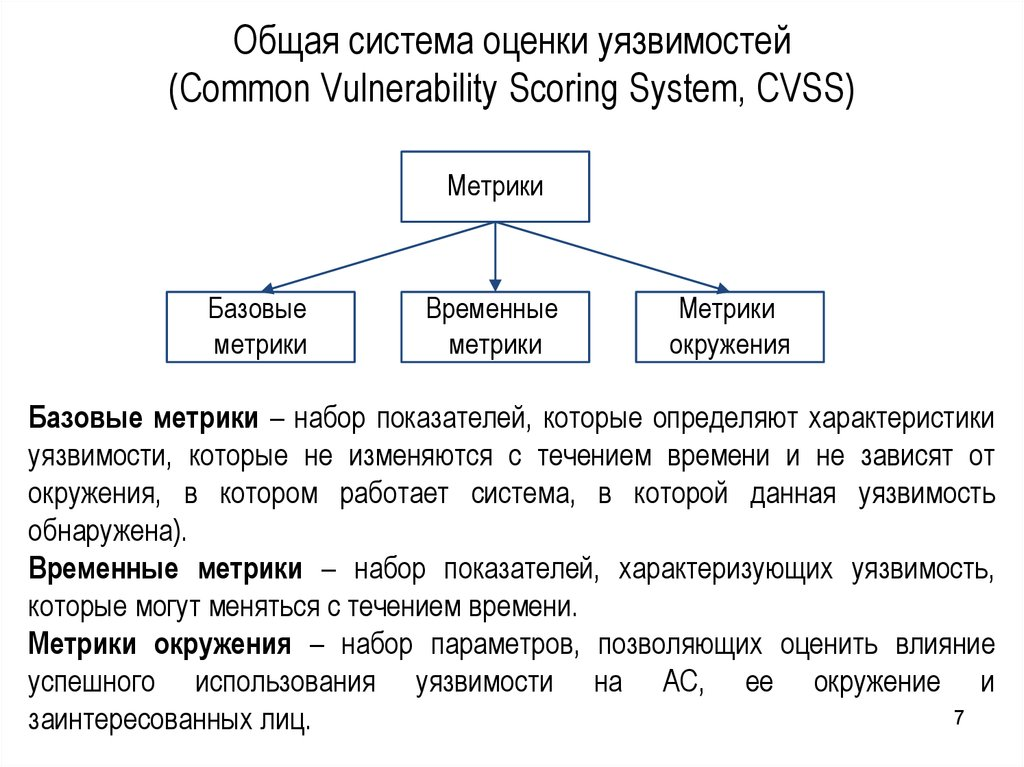 Общая система оценки уязвимостей
(Common Vulnerability Scoring System, CVSS)
Метрики
Базовые
метрики
Временные
метрики
Метрики
окружения
Базовые метрики – набор показателей, которые определяют характеристики
уязвимости, которые не изменяются с течением времени и не зависят от
окружения, в котором работает система, в которой данная уязвимость
обнаружена).
Временные метрики – набор показателей, характеризующих уязвимость,
которые могут меняться с течением времени.
Метрики окружения – набор параметров, позволяющих оценить влияние
успешного использования уязвимости на АС, ее окружение и
заинтересованных лиц.
7